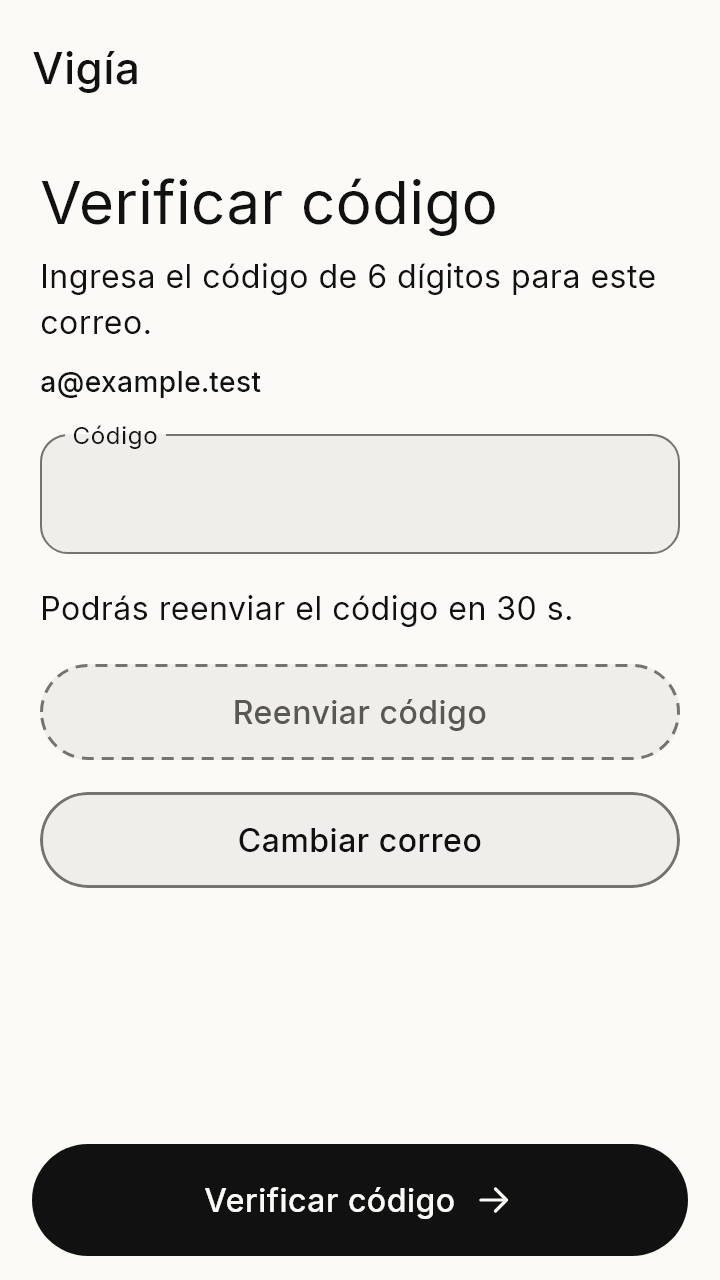 Vigía
Verificar código
Ingresa el código de 6 dígitos para este
correo.
a@example.test
Código
Podrás reenviar el código en 30 s.
Reenviar código
Cambiar correo
Verificar código →